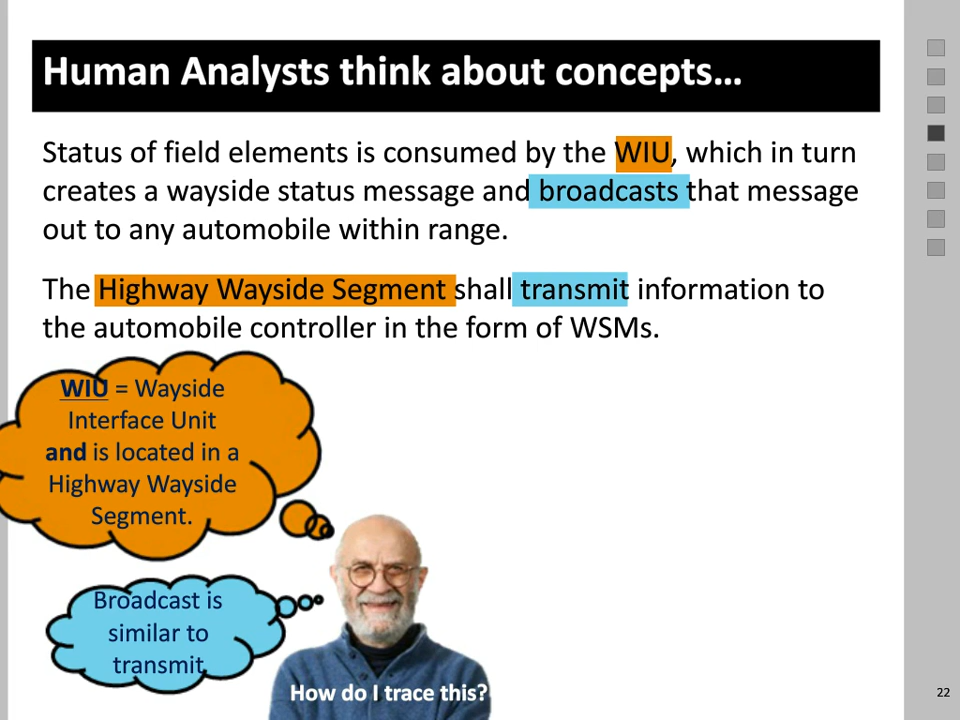 Human Analysts think about concepts…
Status of field elements is consumed by the WIU, which in turn
creates a wayside status message and broadcasts that message
out to any automobile within range.
The Highway Wayside Segment shall transmit information to
the automobile controller in the form of WSMs.
WIU = Wayside
Interface Unit
and is located in a
Highway Wayside
Segment.
Broadcast is
similar to
transmit.
How do I trace this?
22